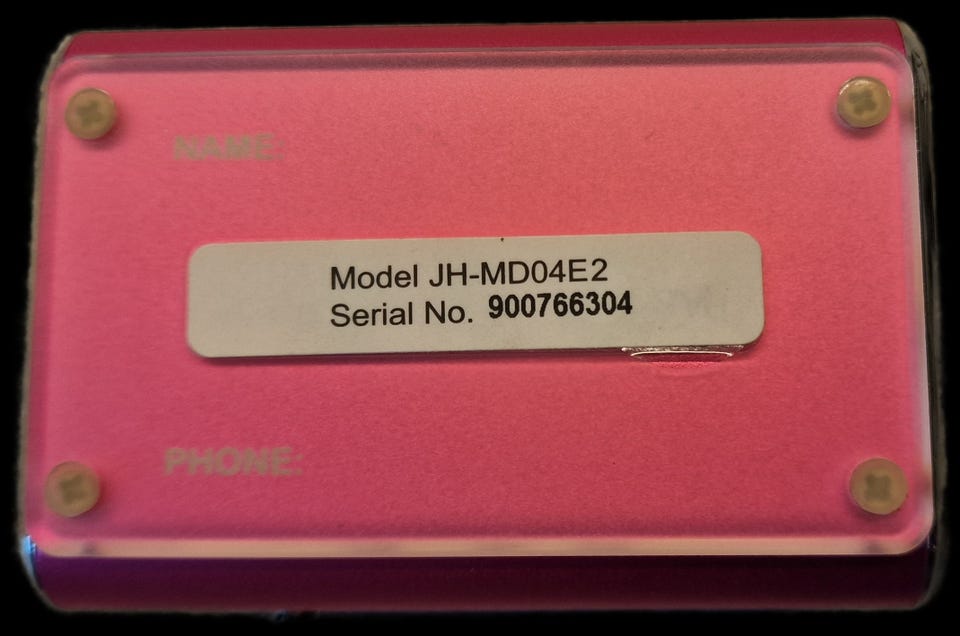 NAME:
Model JH-MD04E2
Serial No. 900766304
PHONE: